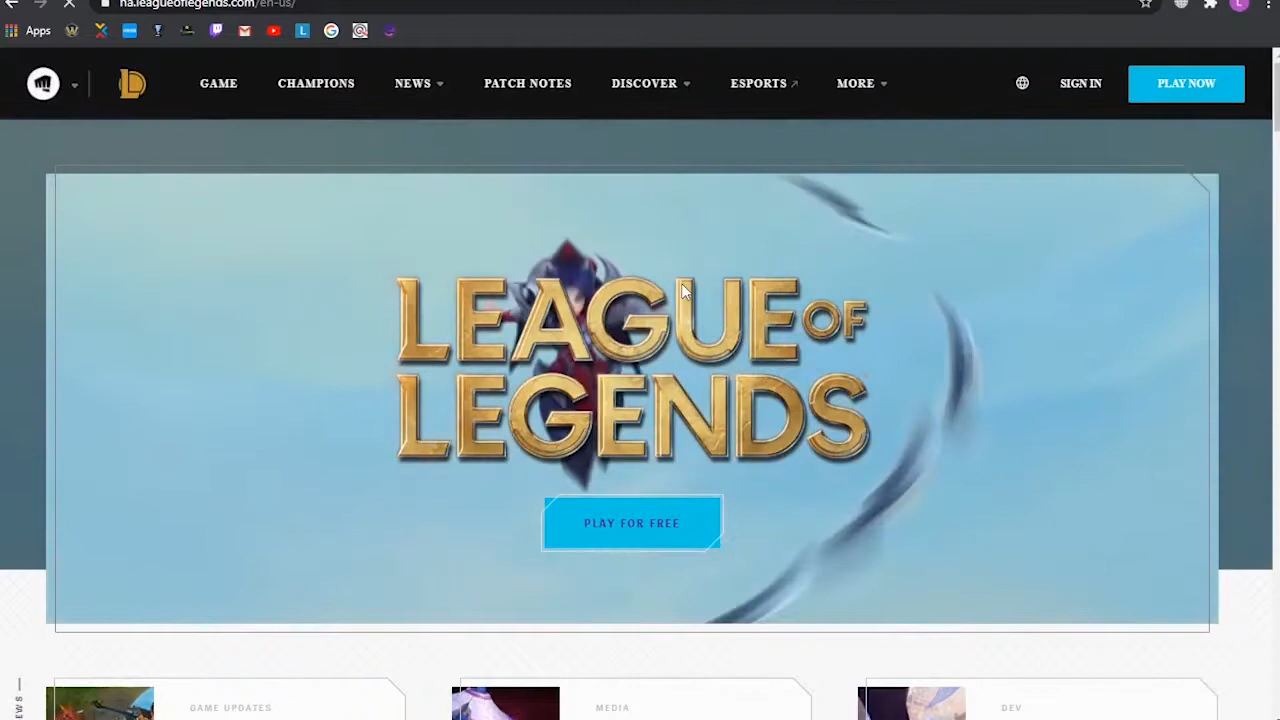 na.leagueoflegends.com/en-us/
Apps
GAME
CHAMPIONS
NEWS
PATCH NOTES
DISCOVER
ESPORTS
MORE
SIGN IN
PLAY NOW
LEAGUE OF
LEGENDS
PLAY FOR FREE
GAME UPDATES
MEDIA
DEV